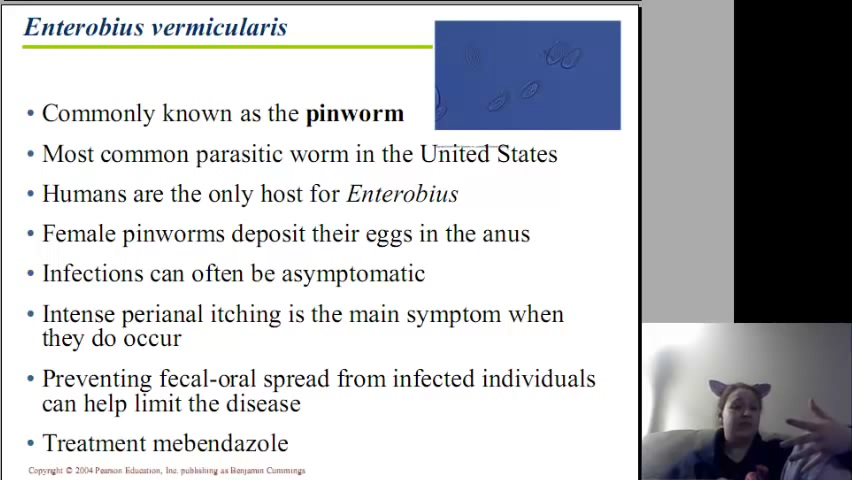 Enterobius vermicularis
• Commonly known as the pinworm
• Most common parasitic worm in the United States
• Humans are the only host for Enterobius
• Female pinworms deposit their eggs in the anus
• Infections can often be asymptomatic
• Intense perianal itching is the main symptom when
they do occur
• Preventing fecal-oral spread from infected individuals
can help limit the disease
• Treatment mebendazole
Copyright © 2004 Pearson Education, Inc. publishing as Benjamin Cummings